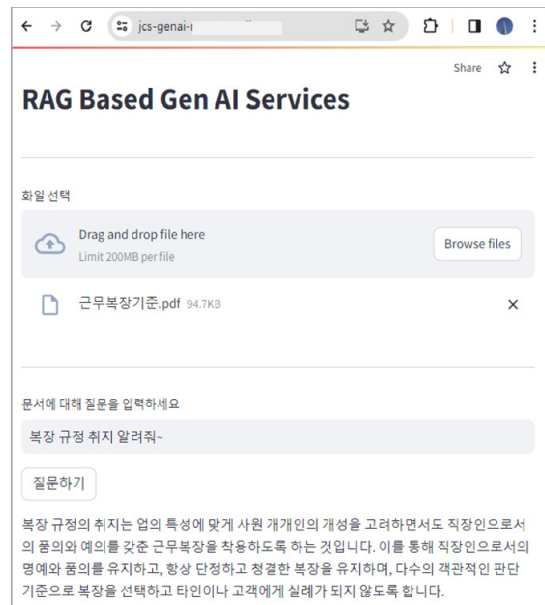 jcs-genai-
Share
RAG Based Gen AI Services
화일 선택
Drag and drop file here
Limit 200MB per file
Browse files
근무복장기준.pdf 94.7KB
문서에 대해 질문을 입력하세요
복장 규정 취지 알려줘~
질문하기
복장 규정의 취지는 업의 특성에 맞게 사원 개개인의 개성을 고려하면서도 직장인으로서
의 품의와 예의를 갖춘 근무복장을 착용하도록 하는 것입니다. 이를 통해 직장인으로서의
명예와 품의를 유지하고, 항상 단정하고 청결한 복장을 유지하며, 다수의 객관적인 판단
기준으로 복장을 선택하고 타인이나 고객에게 실례가 되지 않도록 합니다.